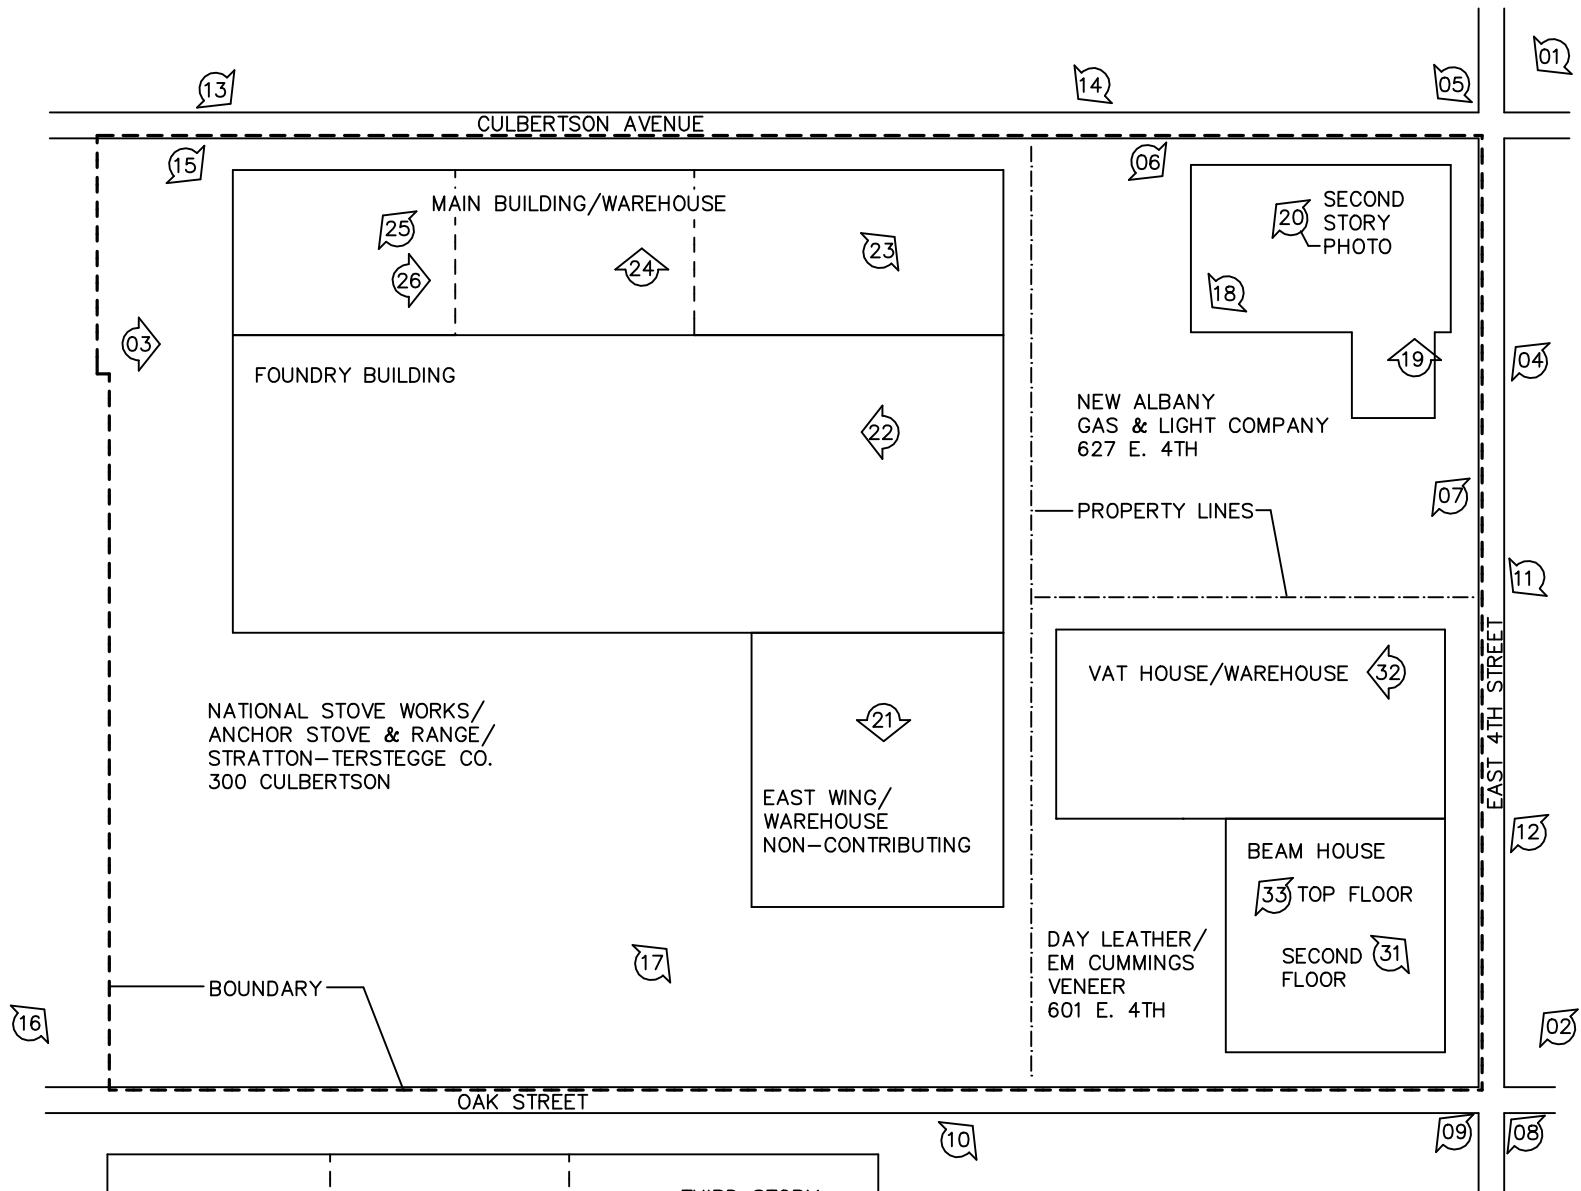 01
13
14
05
CULBERTSON AVENUE
15
06
MAIN BUILDING/WAREHOUSE
25
26
24
23
20
SECOND
STORY
PHOTO
18
03
19
04
FOUNDRY BUILDING
22
NEW ALBANY
GAS & LIGHT COMPANY
627 E. 4TH
07
PROPERTY LINES
11
EAST 4TH STREET
VAT HOUSE/WAREHOUSE
32
NATIONAL STOVE WORKS/
ANCHOR STOVE & RANGE/
STRATTON-TERSTEGGE CO.
300 CULBERTSON
21
EAST WING/
WAREHOUSE
NON-CONTRIBUTING
12
BEAM HOUSE
33 TOP FLOOR
SECOND
FLOOR
31
DAY LEATHER/
EM CUMMINGS
VENEER
601 E. 4TH
17
BOUNDARY
16
02
OAK STREET
10
09
08